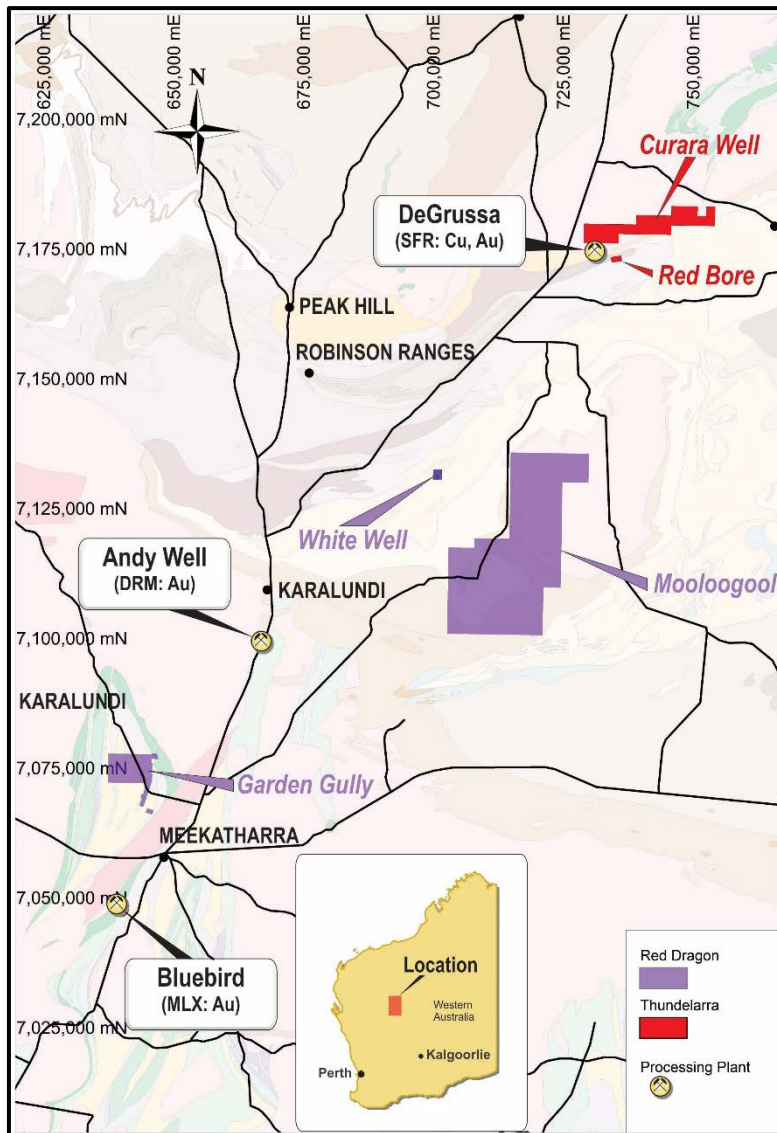 625,000 mE
650,000 mE
675,000 mE
700,000 mE
725,000 mE
750,000 mE
N
7,200,000 mN
Curara Well
DeGrussa
(SFR: Cu, Au)
7,175,000 mN
Red Bore
PEAK HILL
ROBINSON RANGES
7,150,000 mN
7,125,000 mN
White Well
Andy Well
(DRM: Au)
KARALUNDI
Mooloogool
7,100,000 mN
KARALUNDI
7,075,000 mN
Garden Gully
MEEKATHARRA
7,050,000 mN
Bluebird
(MLX: Au)
7,025,000 mN
Location
Western
Australia
Kalgoorlie
Perth
Red Dragon
Thundelarra
Processing Plant